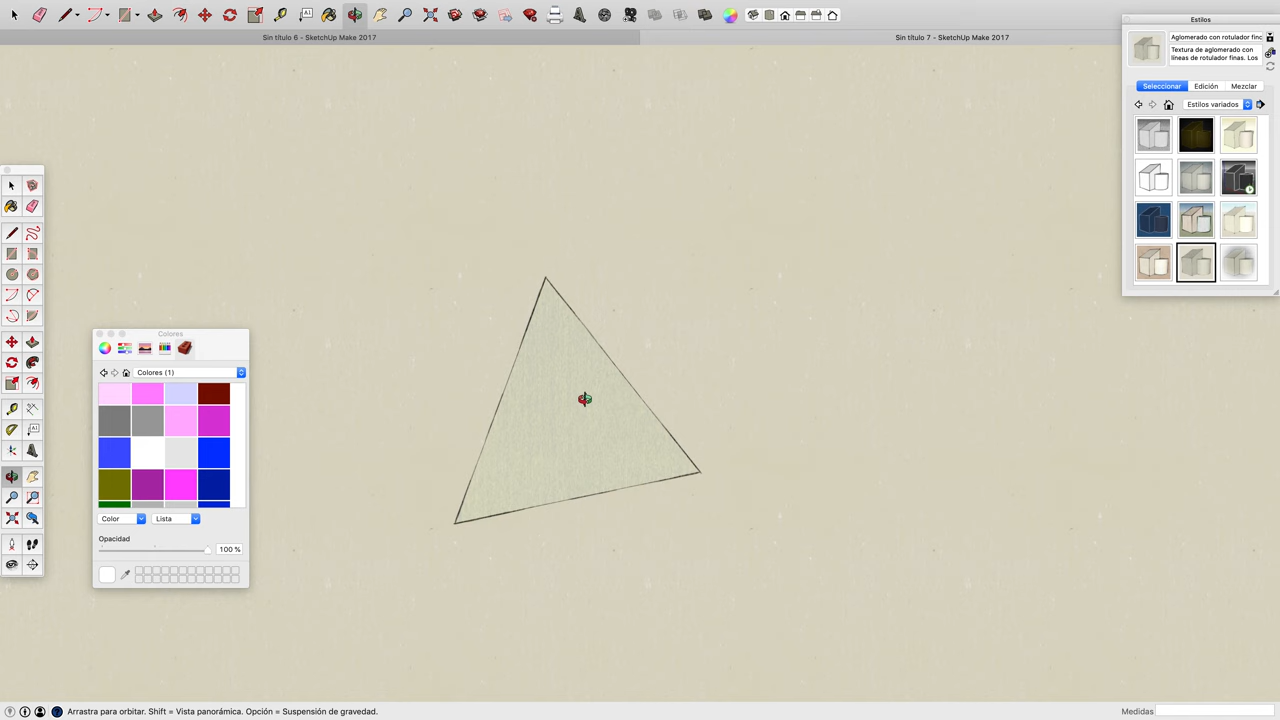 Sin título 6 - SketchUp Make 2017
Sin título 7 - SketchUp Make 2017
Estilos
Aglomerado con rotulador fino
Textura de aglomerado con
líneas de rotulador finas. Los
Seleccionar
Edición
Mezclar
Estilos variados
Colores
Colores (1)
Color
Lista
Opacidad
100 %
Arrastra para orbitar. Shift = Vista panorámica. Opción = Suspensión de gravedad.
Medidas